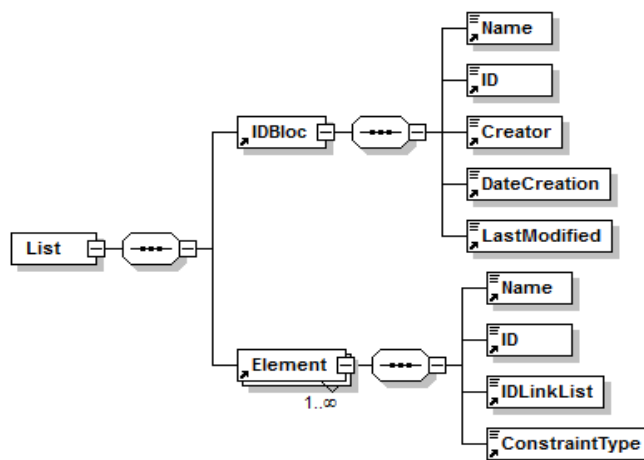 Name
ID
IDBloc
Creator
DateCreation
LastModified
List
Name
ID
Element
1..∞
IDLinkList
ConstraintType